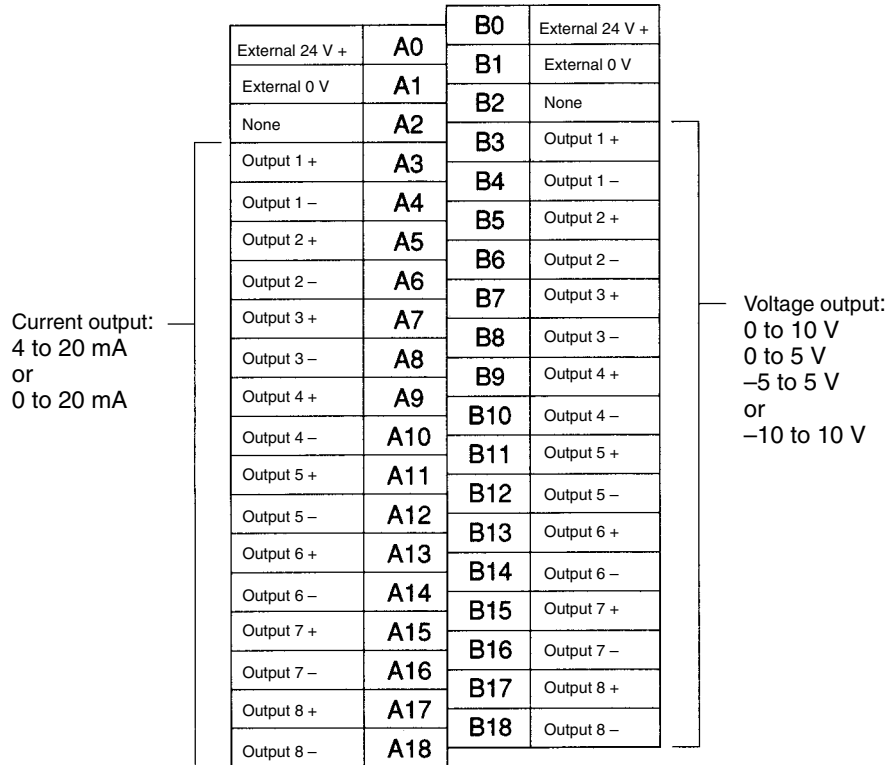 B0 External 24 V +
External 24 V + A0
B1 External 0 V
External 0 V A1
B2 None
None A2
B3 Output 1 +
Output 1 + A3
B4 Output 1 –
Output 1 – A4
B5 Output 2 +
Output 2 + A5
B6 Output 2 –
Output 2 – A6
B7 Output 3 +
Output 3 + A7
B8 Output 3 –
Output 3 – A8
B9 Output 4 +
Output 4 + A9
B10 Output 4 –
Output 4 – A10
B11 Output 5 +
Output 5 + A11
B12 Output 5 –
Output 5 – A12
B13 Output 6 +
Output 6 + A13
B14 Output 6 –
Output 6 – A14
B15 Output 7 +
Output 7 + A15
B16 Output 7 –
Output 7 – A16
B17 Output 8 +
Output 8 + A17
B18 Output 8 –
Output 8 – A18
Current output:
4 to 20 mA
or
0 to 20 mA
Voltage output:
0 to 10 V
0 to 5 V
–5 to 5 V
or
–10 to 10 V